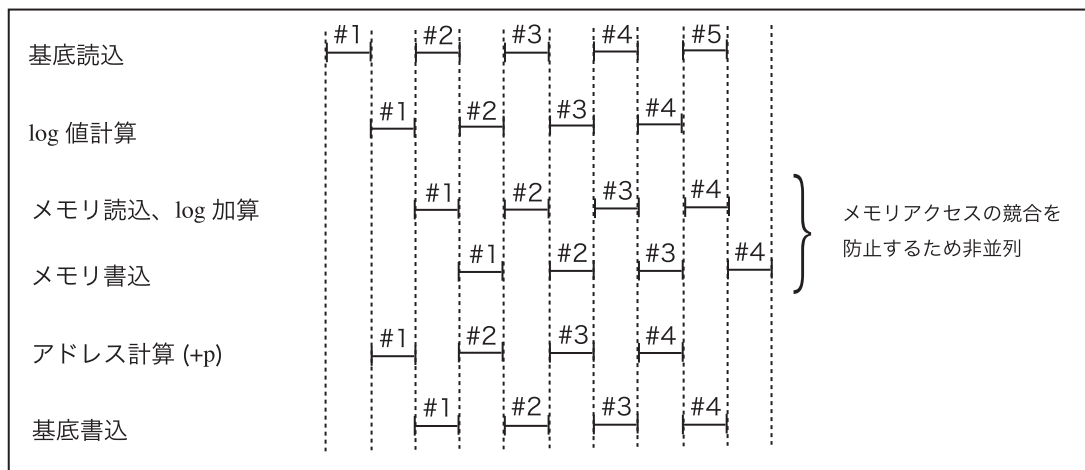 基底読込 #1 #2 #3 #4 #5
log 値計算 #1 #2 #3 #4
メモリ読込、log 加算 #1 #2 #3 #4
メモリ書込 #1 #2 #3 #4
メモリアクセスの競合を
防止するため非並列
アドレス計算 (+p) #1 #2 #3 #4
基底書込 #1 #2 #3 #4